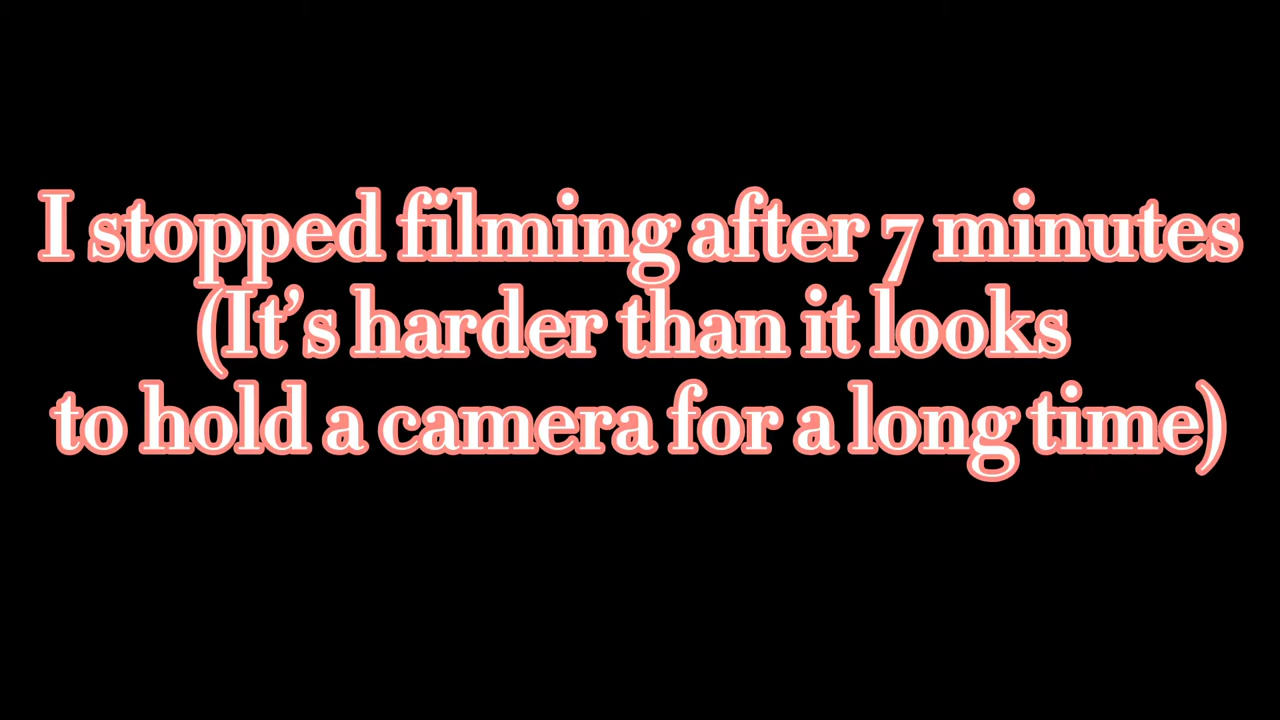 I stopped filming after 7 minutes
(It’s harder than it looks
to hold a camera for a long time)